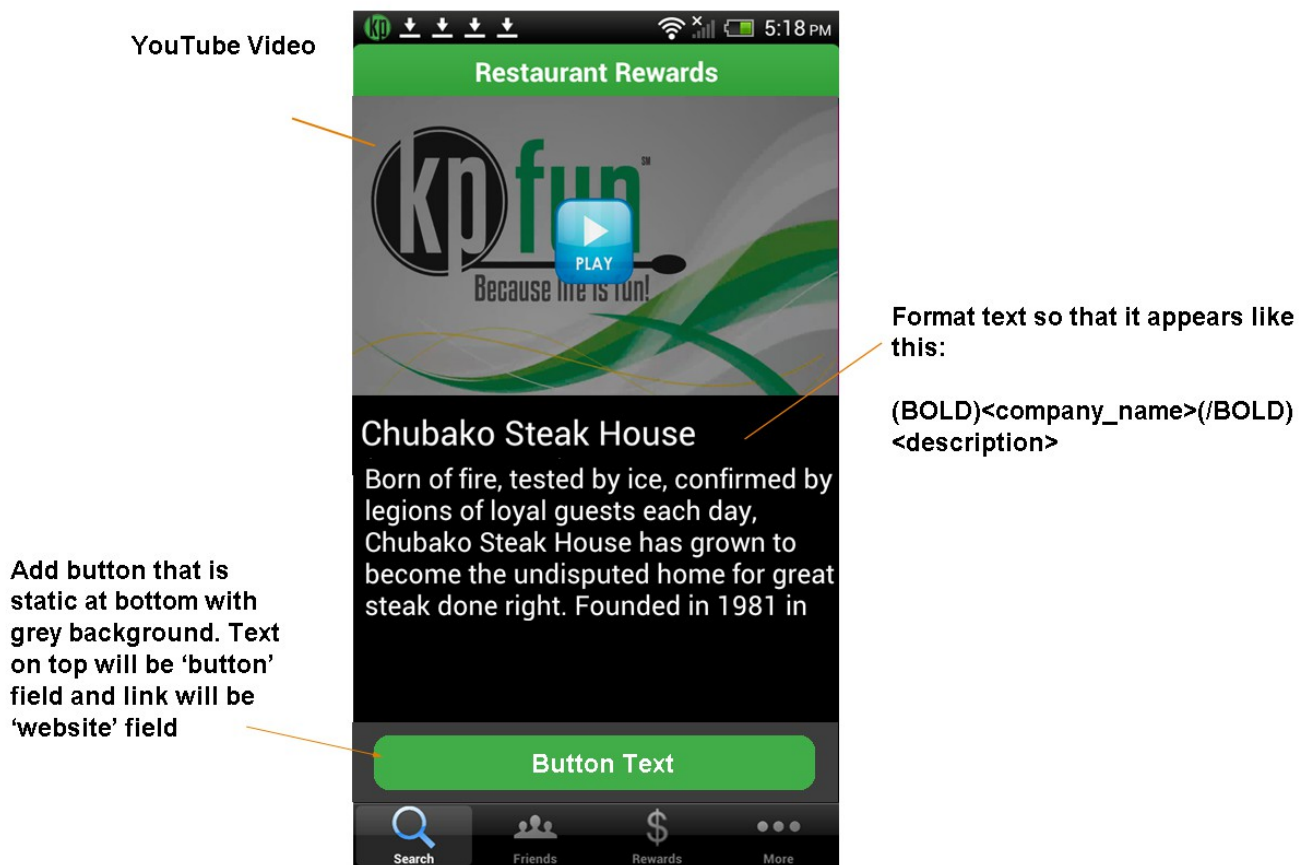 YouTube Video
5:18 PM
Restaurant Rewards
kp fun SM
PLAY
Because life is fun!
Chubako Steak House
Born of fire, tested by ice, confirmed by
legions of loyal guests each day,
Chubako Steak House has grown to
become the undisputed home for great
steak done right. Founded in 1981 in
Format text so that it appears like
this:
(BOLD)<company_name>(/BOLD)
<description>
Add button that is
static at bottom with
grey background. Text
on top will be ‘button’
field and link will be
‘website’ field
Button Text
Search Friends Rewards More